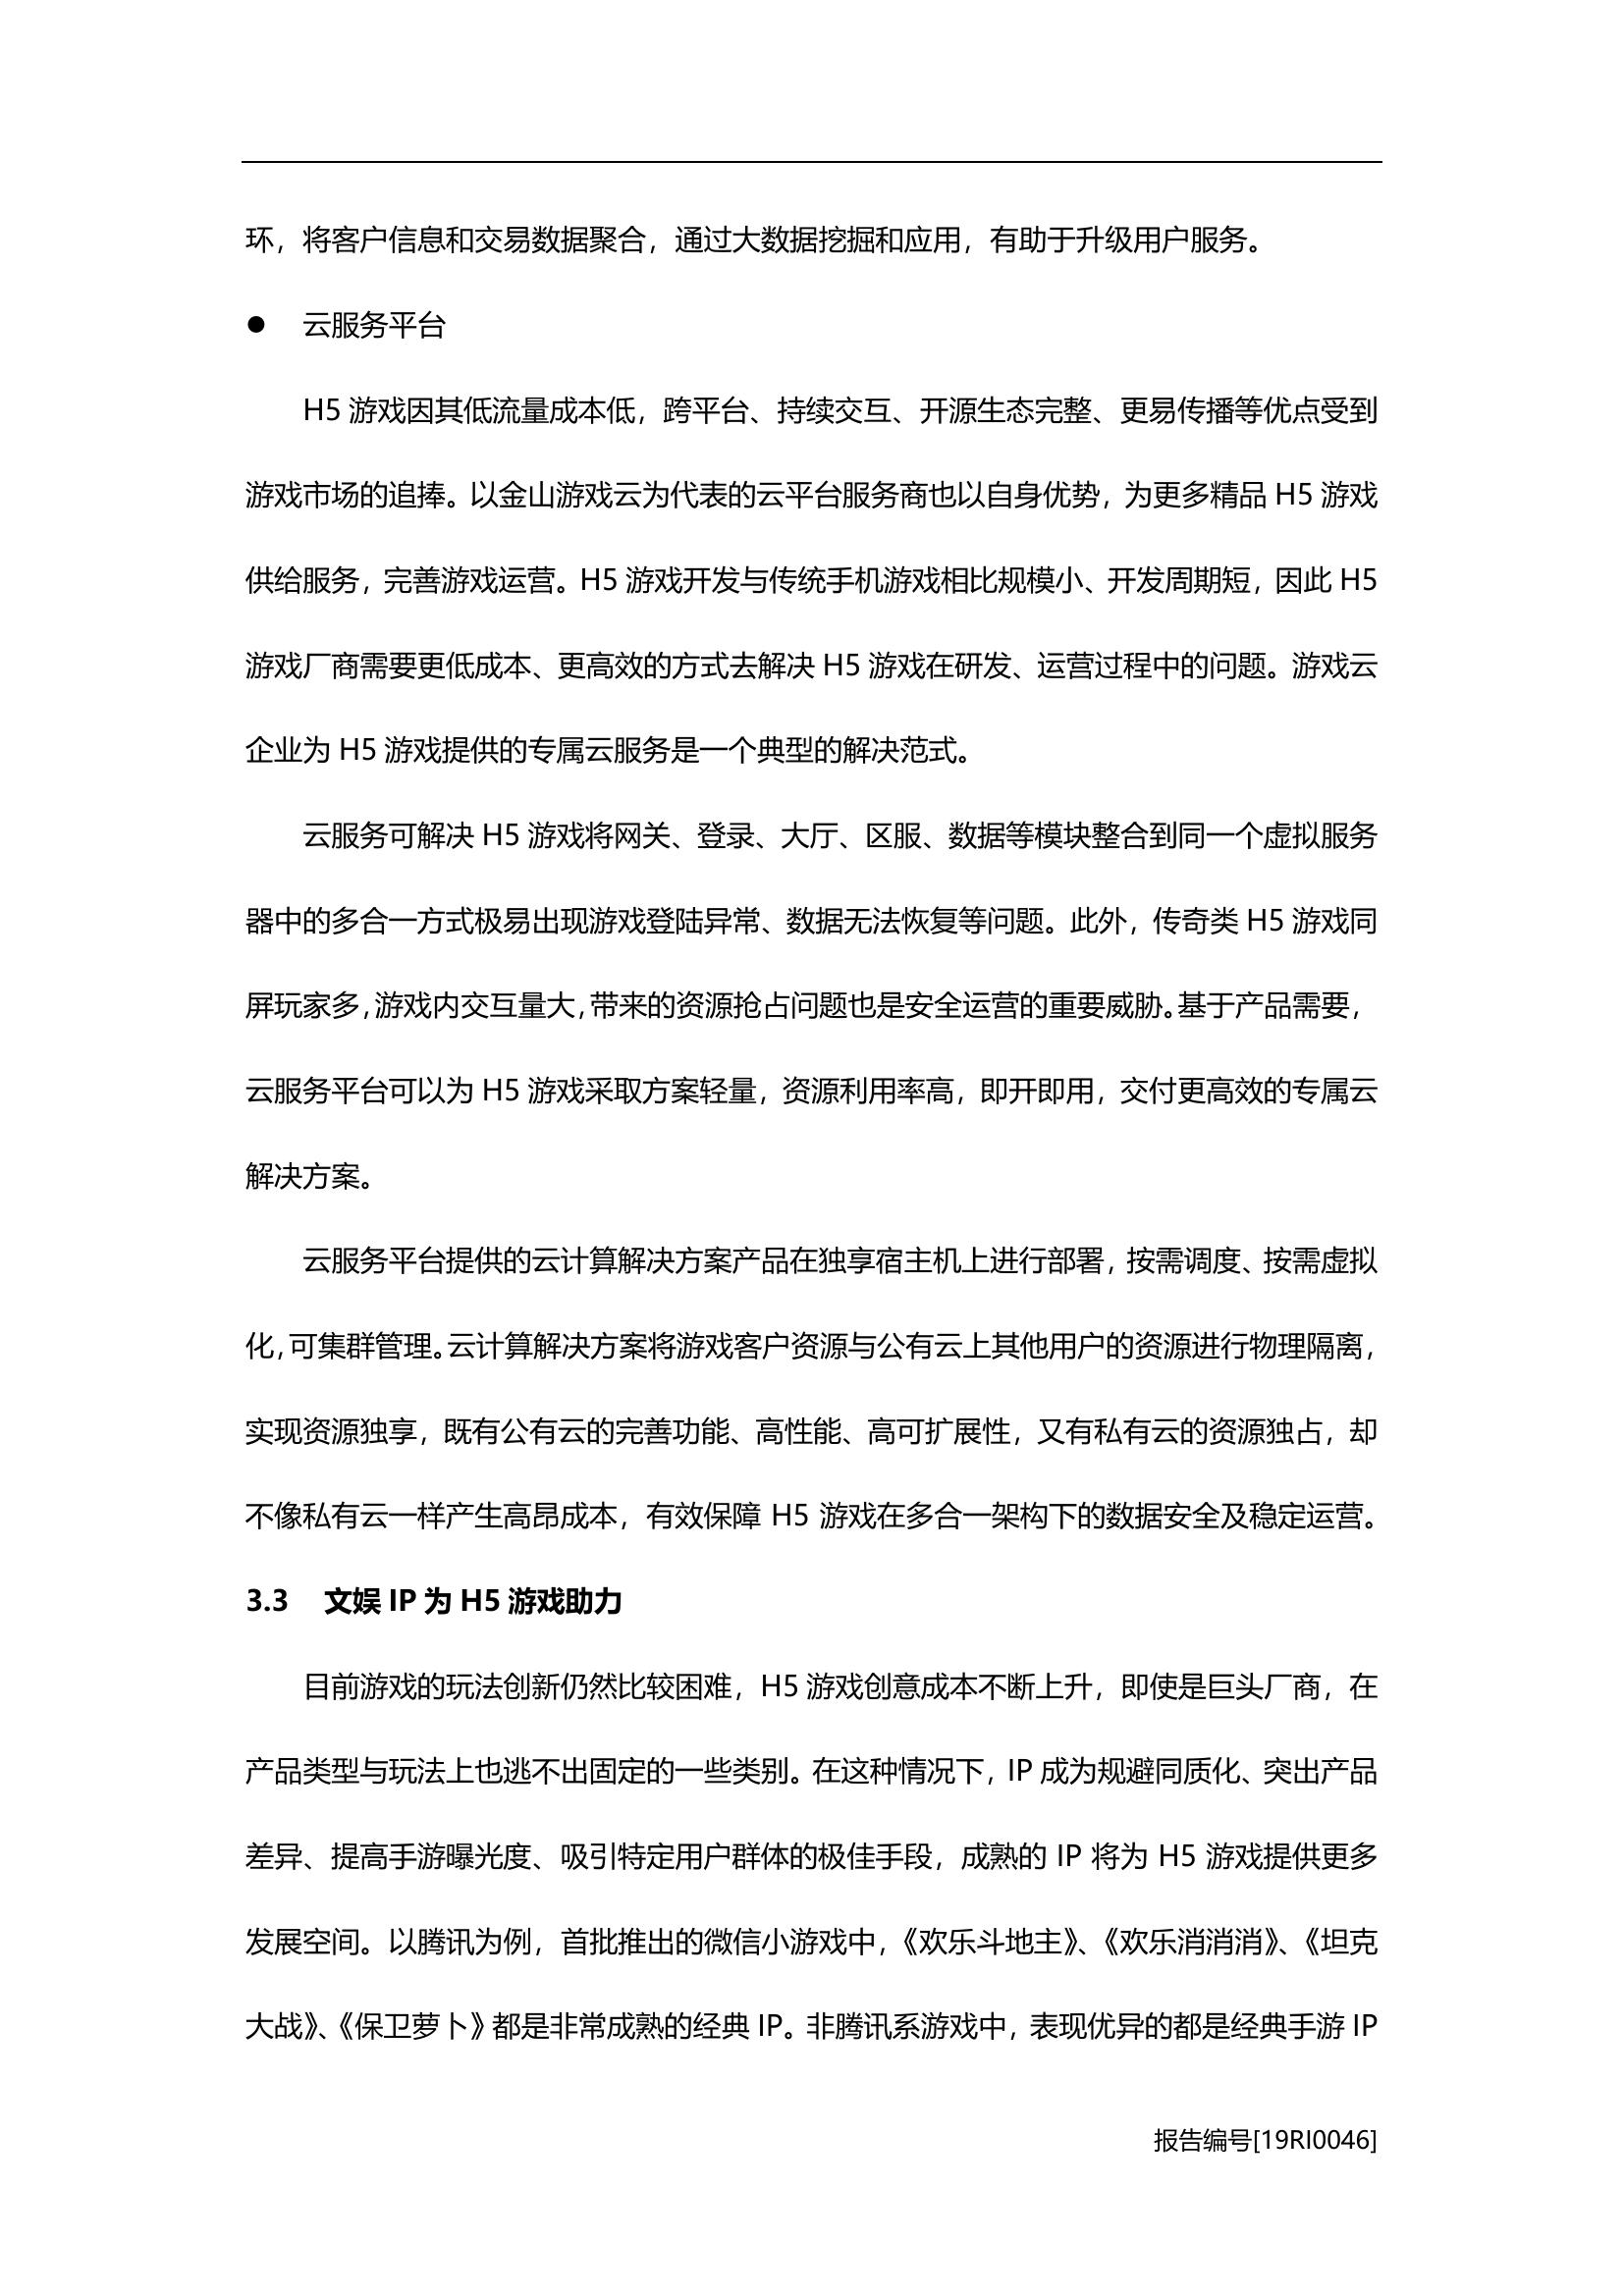 环，将客户信息和交易数据聚合，通过大数据挖掘和应用，有助于升级用户服务。
● 云服务平台
H5 游戏因其低流量成本低，跨平台、持续交互、开源生态完整、更易传播等优点受到
游戏市场的追捧。以金山游戏云为代表的云平台服务商也以自身优势，为更多精品 H5 游戏
供给服务，完善游戏运营。H5 游戏开发与传统手机游戏相比规模小、开发周期短，因此 H5
游戏厂商需要更低成本、更高效的方式去解决 H5 游戏在研发、运营过程中的问题。游戏云
企业为 H5 游戏提供的专属云服务是一个典型的解决范式。
云服务可解决 H5 游戏将网关、登录、大厅、区服、数据等模块整合到同一个虚拟服务
器中的多合一方式极易出现游戏登陆异常、数据无法恢复等问题。此外，传奇类 H5 游戏同
屏玩家多，游戏内交互量大，带来的资源抢占问题也是安全运营的重要威胁。基于产品需要，
云服务平台可以为 H5 游戏采取方案轻量，资源利用率高，即开即用，交付更高效的专属云
解决方案。
云服务平台提供的云计算解决方案产品在独享宿主机上进行部署，按需调度、按需虚拟
化，可集群管理。云计算解决方案将游戏客户资源与公有云上其他用户的资源进行物理隔离，
实现资源独享，既有公有云的完善功能、高性能、高可扩展性，又有私有云的资源独占，却
不像私有云一样产生高昂成本，有效保障 H5 游戏在多合一架构下的数据安全及稳定运营。
3.3 文娱 IP 为 H5 游戏助力
目前游戏的玩法创新仍然比较困难，H5 游戏创意成本不断上升，即使是巨头厂商，在
产品类型与玩法上也逃不出固定的一些类别。在这种情况下，IP 成为规避同质化、突出产品
差异、提高手游曝光度、吸引特定用户群体的极佳手段，成熟的 IP 将为 H5 游戏提供更多
发展空间。以腾讯为例，首批推出的微信小游戏中，《欢乐斗地主》、《欢乐消消消》、《坦克
大战》、《保卫萝卜》都是非常成熟的经典 IP。非腾讯系游戏中，表现优异的都是经典手游 IP
报告编号[19RI0046]